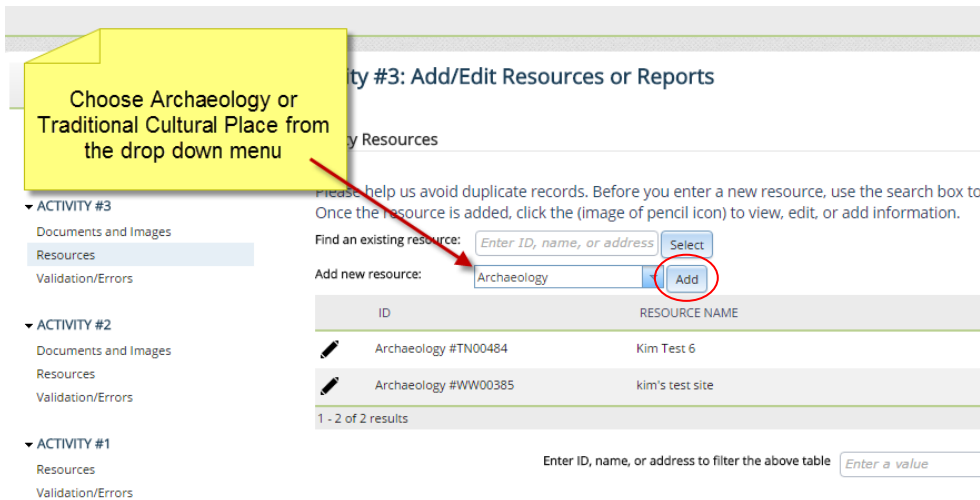 Choose Archaeology or
Traditional Cultural Place from
the drop down menu
ity #3: Add/Edit Resources or Reports
y Resources
Please help us avoid duplicate records. Before you enter a new resource, use the search box to
Once the resource is added, click the (image of pencil icon) to view, edit, or add information.
Find an existing resource: Enter ID, name, or address Select
Add new resource: Archaeology Add
ID RESOURCE NAME
Archaeology #TN00484 Kim Test 6
Archaeology #WW00385 kim's test site
1 - 2 of 2 results
Enter ID, name, or address to filter the above table Enter a value
ACTIVITY #3
Documents and Images
Resources
Validation/Errors
ACTIVITY #2
Documents and Images
Resources
Validation/Errors
ACTIVITY #1
Resources
Validation/Errors